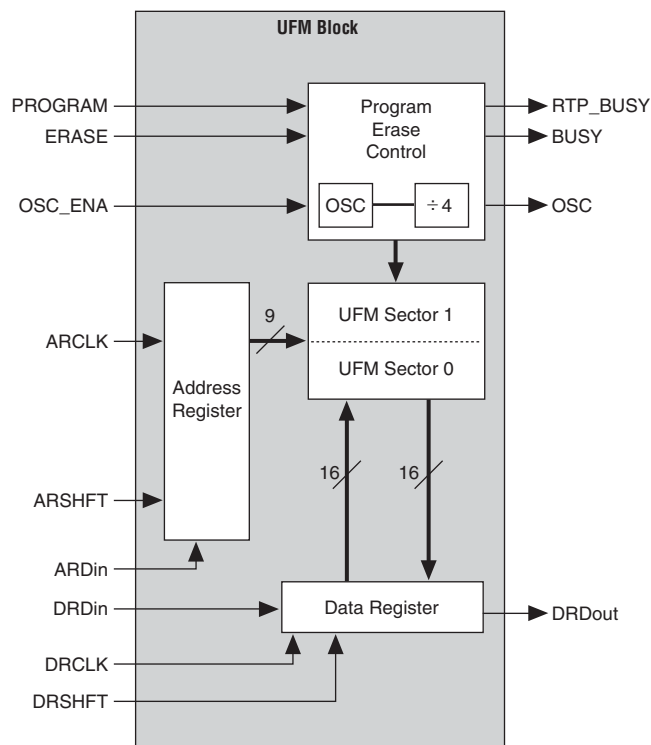 UFM Block
PROGRAM
Program
Erase
Control
RTP_BUSY
ERASE
BUSY
OSC_ENA
OSC
÷ 4
OSC
9
UFM Sector 1
ARCLK
UFM Sector 0
Address
Register
16
16
ARSHFT
ARDin
DRDin
Data Register
DRDout
DRCLK
DRSHFT